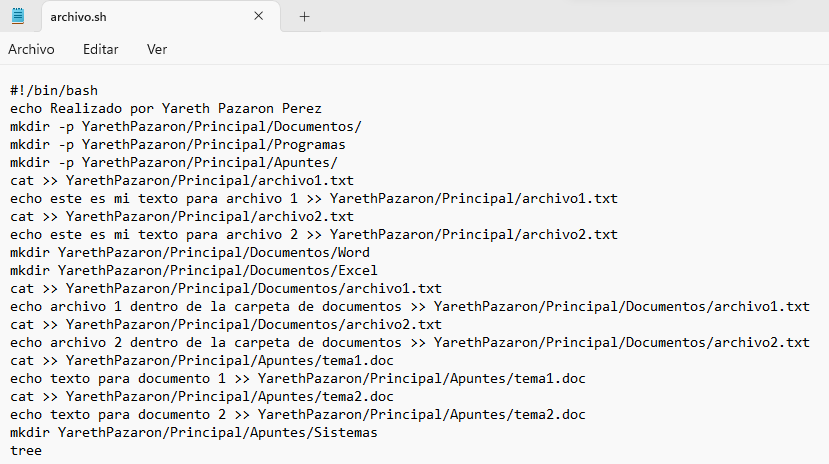 archivo.sh
Archivo Editar Ver
#!/bin/bash
echo Realizado por Yareth Pazaron Perez
mkdir -p YarethPazaron/Principal/Documentos/
mkdir -p YarethPazaron/Principal/Programas
mkdir -p YarethPazaron/Principal/Apuntes/
cat >> YarethPazaron/Principal/archivo1.txt
echo este es mi texto para archivo 1 >> YarethPazaron/Principal/archivo1.txt
cat >> YarethPazaron/Principal/archivo2.txt
echo este es mi texto para archivo 2 >> YarethPazaron/Principal/archivo2.txt
mkdir YarethPazaron/Principal/Documentos/Word
mkdir YarethPazaron/Principal/Documentos/Excel
cat >> YarethPazaron/Principal/Documentos/archivo1.txt
echo archivo 1 dentro de la carpeta de documentos >> YarethPazaron/Principal/Documentos/archivo1.txt
cat >> YarethPazaron/Principal/Documentos/archivo2.txt
echo archivo 2 dentro de la carpeta de documentos >> YarethPazaron/Principal/Documentos/archivo2.txt
cat >> YarethPazaron/Principal/Apuntes/tema1.doc
echo texto para documento 1 >> YarethPazaron/Principal/Apuntes/tema1.doc
cat >> YarethPazaron/Principal/Apuntes/tema2.doc
echo texto para documento 2 >> YarethPazaron/Principal/Apuntes/tema2.doc
mkdir YarethPazaron/Principal/Apuntes/Sistemas
tree